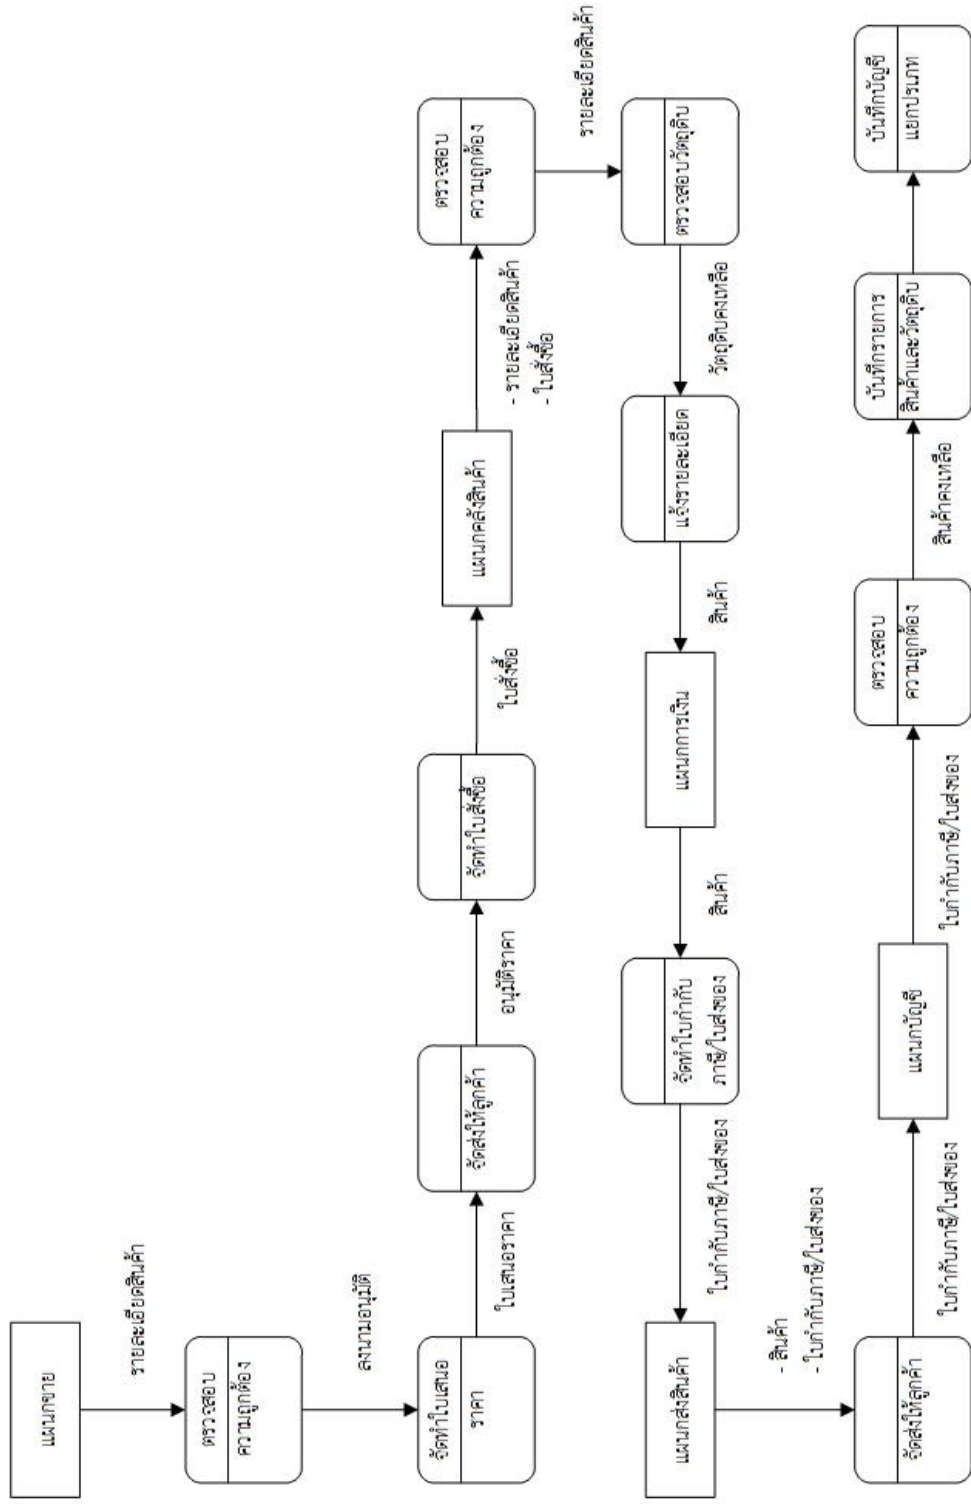 แผนกขาย
รายละเอียดสินค้า
ตรวจสอบ
ความถูกต้อง
ลงนามอนุมัติ
จัดทำใบเสนอ
ราคา
ใบเสนอราคา
จัดส่งให้ลูกค้า
อนุมัติราคา
จัดทำใบสั่งซื้อ
ใบสั่งซื้อ
แผนกคลังสินค้า
- รายละเอียดสินค้า
- ใบสั่งซื้อ
ตรวจสอบ
ความถูกต้อง
รายละเอียดสินค้า
ตรวจสอบวัตถุดิบ
วัตถุดิบคงเหลือ
แจ้งรายละเอียด
สินค้า
แผนกการเงิน
สินค้า
จัดทำใบกำกับ
ภาษี/ใบส่งของ
ใบกำกับภาษี/ใบส่งของ
แผนกส่งสินค้า
- สินค้า
- ใบกำกับภาษี/ใบส่งของ
จัดส่งให้ลูกค้า
ใบกำกับภาษี/ใบส่งของ
แผนกบัญชี
ใบกำกับภาษี/ใบส่งของ
ตรวจสอบ
ความถูกต้อง
สินค้าคงเหลือ
บันทึกรายการ
สินค้าและวัตถุดิบ
บันทึกบัญชี
แยกประเภท